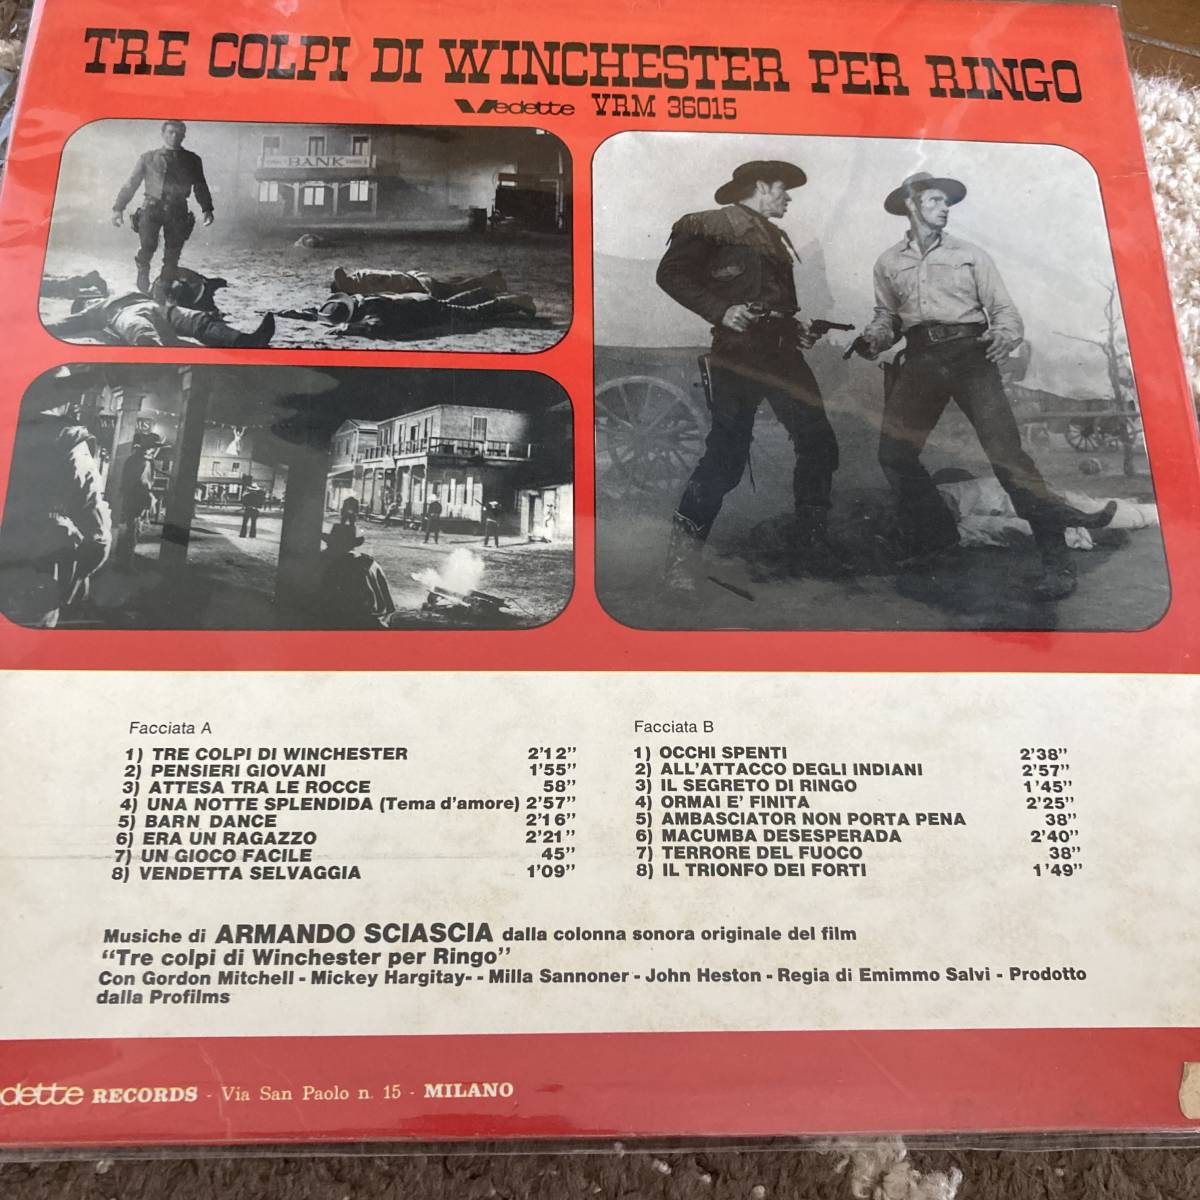 TRE COLPI DI WINCHESTER PER RINGO
Vedette VRM 36015
BANK
Facciata A
1) TRE COLPI DI WINCHESTER 2'12"
2) PENSIERI GIOVANI 1'55"
3) ATTESA TRA LE ROCCE 58"
4) UNA NOTTE SPLENDIDA (Tema d'amore) 2'57"
5) BARN DANCE 2'16"
6) ERA UN RAGAZZO 2'21"
7) UN GIOCO FACILE 45"
8) VENDETTA SELVAGGIA 1'09"
Facciata B
1) OCCHI SPENTI 2'38"
2) ALL'ATTACCO DEGLI INDIANI 2'57"
3) IL SEGRETO DI RINGO 1'45"
4) ORMAI E' FINITA 2'25"
5) AMBASCIATOR NON PORTA PENA 38"
6) MACUMBA DESESPERADA 2'40"
7) TERRORE DEL FUOCO 38"
8) IL TRIONFO DEI FORTI 1'49"
Musiche di ARMANDO SCIASCIA dalla colonna sonora originale del film
"Tre colpi di Winchester per Ringo"
Con Gordon Mitchell - Mickey Hargitay- - Milla Sannoner - John Heston - Regia di Emimmo Salvi - Prodotto
dalla Profilms
dette RECORDS - Via San Paolo n. 15 - MILANO